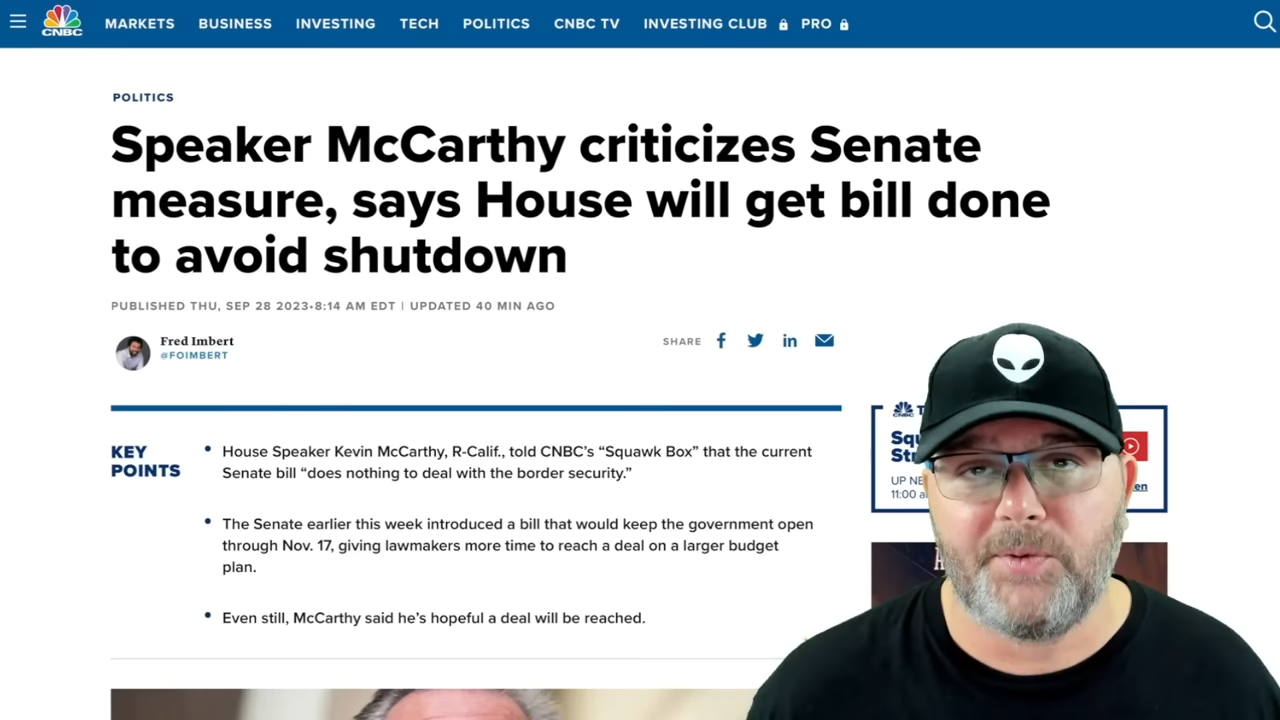 CNBC
MARKETS BUSINESS INVESTING TECH POLITICS CNBC TV INVESTING CLUB PRO
POLITICS
Speaker McCarthy criticizes Senate
measure, says House will get bill done
to avoid shutdown
PUBLISHED THU, SEP 28 2023•8:14 AM EDT | UPDATED 40 MIN AGO
Fred Imbert
@FOIMBERT
SHARE
KEY
POINTS
• House Speaker Kevin McCarthy, R-Calif., told CNBC’s “Squawk Box” that the current
Senate bill “does nothing to deal with the border security.”
• The Senate earlier this week introduced a bill that would keep the government open
through Nov. 17, giving lawmakers more time to reach a deal on a larger budget
plan.
• Even still, McCarthy said he’s hopeful a deal will be reached.
CNBC
UP
11:00